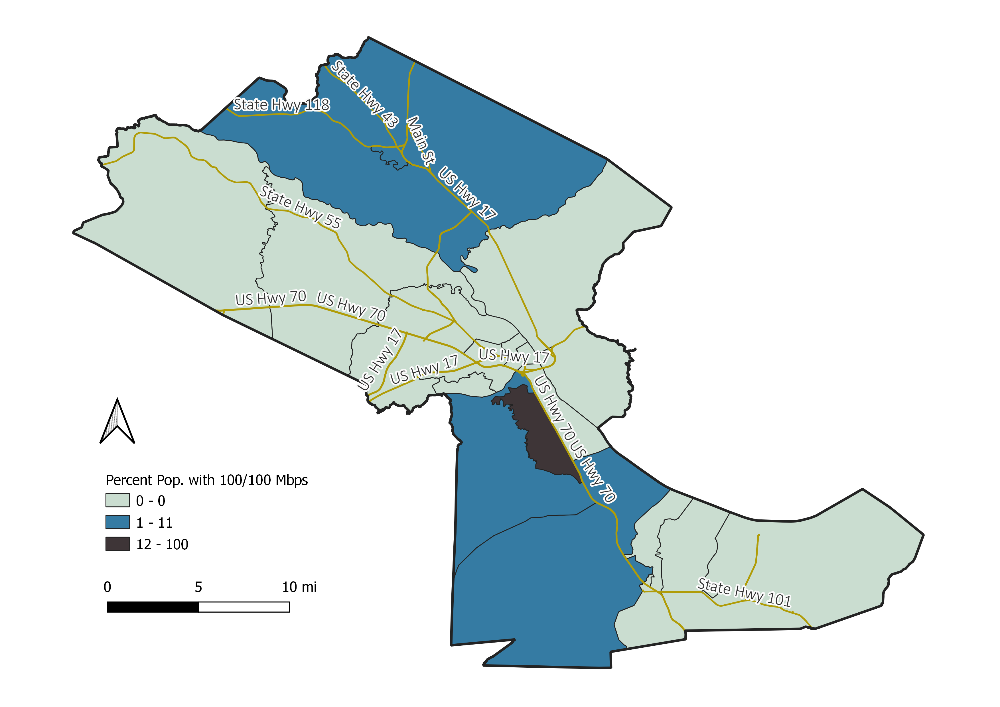 State Hwy 43
State Hwy 118
Main St
US Hwy 17
State Hwy 55
US Hwy 70
US Hwy 70
US Hwy 17
US Hwy 17
US Hwy 17
US Hwy 70
US Hwy 70
State Hwy 101
Percent Pop. with 100/100 Mbps
0 - 0
1 - 11
12 - 100
0 5 10 mi